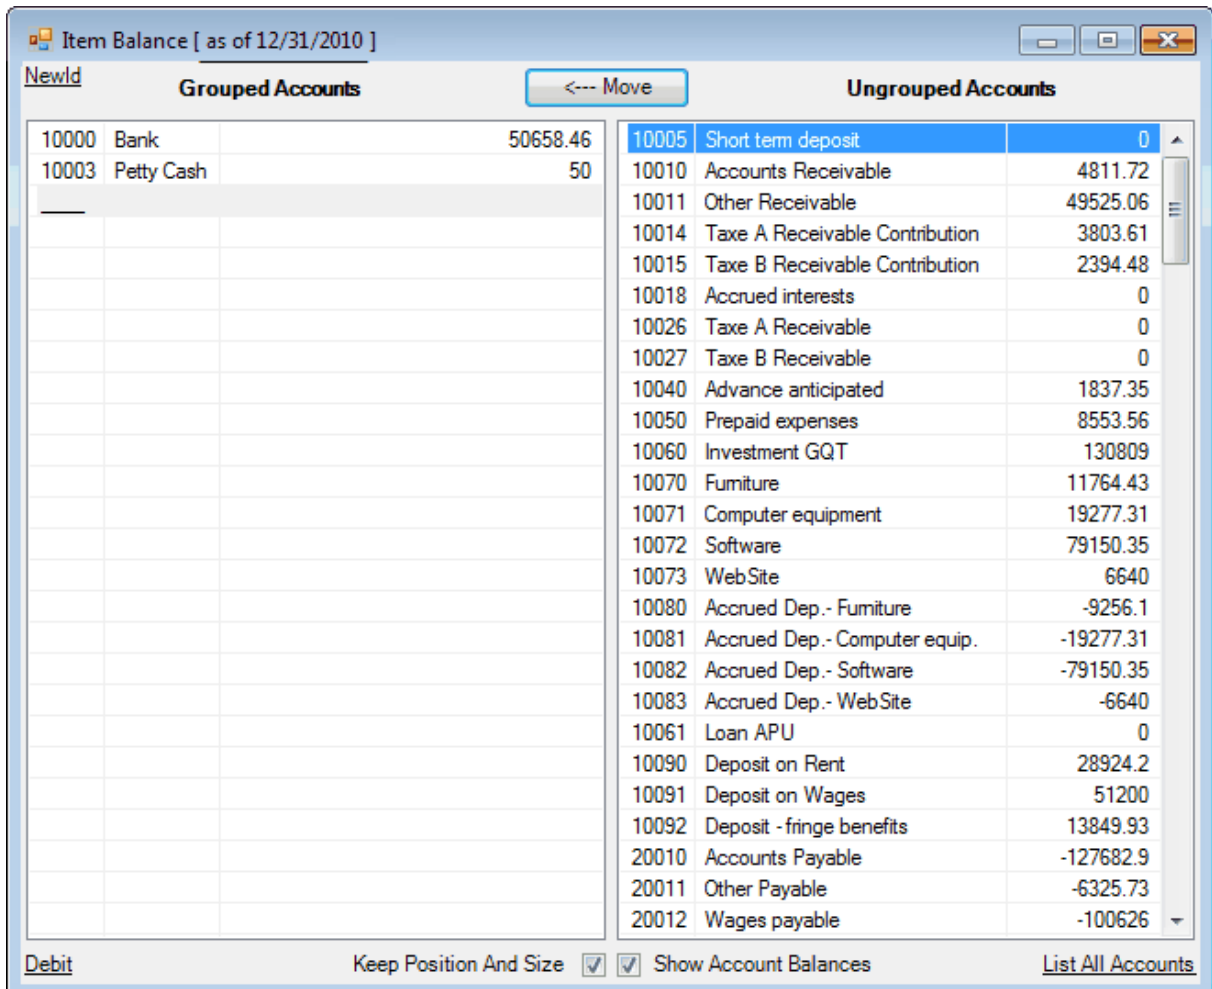 Item Balance [ as of 12/31/2010 ]
NewId
Grouped Accounts
<--- Move
Ungrouped Accounts
10000 Bank 50658.46
10003 Petty Cash 50
10005 Short term deposit 0
10010 Accounts Receivable 4811.72
10011 Other Receivable 49525.06
10014 Taxe A Receivable Contribution 3803.61
10015 Taxe B Receivable Contribution 2394.48
10018 Accrued interests 0
10026 Taxe A Receivable 0
10027 Taxe B Receivable 0
10040 Advance anticipated 1837.35
10050 Prepaid expenses 8553.56
10060 Investment GQT 130809
10070 Furniture 11764.43
10071 Computer equipment 19277.31
10072 Software 79150.35
10073 WebSite 6640
10080 Accrued Dep.- Furniture -9256.1
10081 Accrued Dep.- Computer equip. -19277.31
10082 Accrued Dep.- Software -79150.35
10083 Accrued Dep.- WebSite -6640
10061 Loan APU 0
10090 Deposit on Rent 28924.2
10091 Deposit on Wages 51200
10092 Deposit - fringe benefits 13849.93
20010 Accounts Payable -127682.9
20011 Other Payable -6325.73
20012 Wages payable -100626
Debit
Keep Position And Size
Show Account Balances
List All Accounts